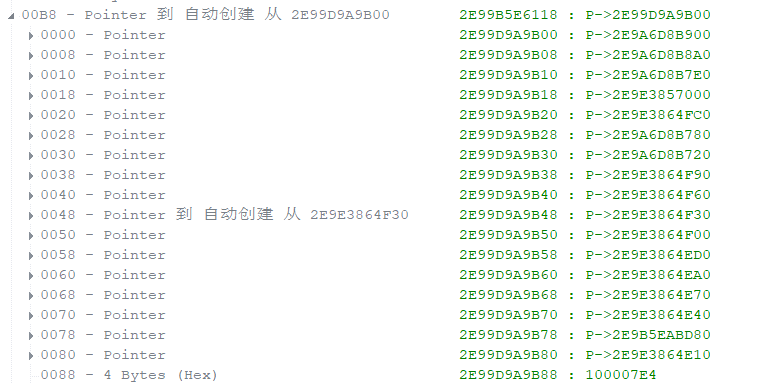 00B8 - Pointer 到 自动创建 从 2E99D9A9B00 2E99B5E6118 : P->2E99D9A9B00
0000 - Pointer 2E99D9A9B00 : P->2E9A6D8B900
0008 - Pointer 2E99D9A9B08 : P->2E9A6D8B8A0
0010 - Pointer 2E99D9A9B10 : P->2E9A6D8B7E0
0018 - Pointer 2E99D9A9B18 : P->2E9E3857000
0020 - Pointer 2E99D9A9B20 : P->2E9E3864FC0
0028 - Pointer 2E99D9A9B28 : P->2E9A6D8B780
0030 - Pointer 2E99D9A9B30 : P->2E9A6D8B720
0038 - Pointer 2E99D9A9B38 : P->2E9E3864F90
0040 - Pointer 2E99D9A9B40 : P->2E9E3864F60
0048 - Pointer 到 自动创建 从 2E9E3864F30 2E99D9A9B48 : P->2E9E3864F30
0050 - Pointer 2E99D9A9B50 : P->2E9E3864F00
0058 - Pointer 2E99D9A9B58 : P->2E9E3864ED0
0060 - Pointer 2E99D9A9B60 : P->2E9E3864EA0
0068 - Pointer 2E99D9A9B68 : P->2E9E3864E70
0070 - Pointer 2E99D9A9B70 : P->2E9E3864E40
0078 - Pointer 2E99D9A9B78 : P->2E9B5EABD80
0080 - Pointer 2E99D9A9B80 : P->2E9E3864E10
0088 - 4 Bytes (Hex) 2E99D9A9B88 : 100007E4